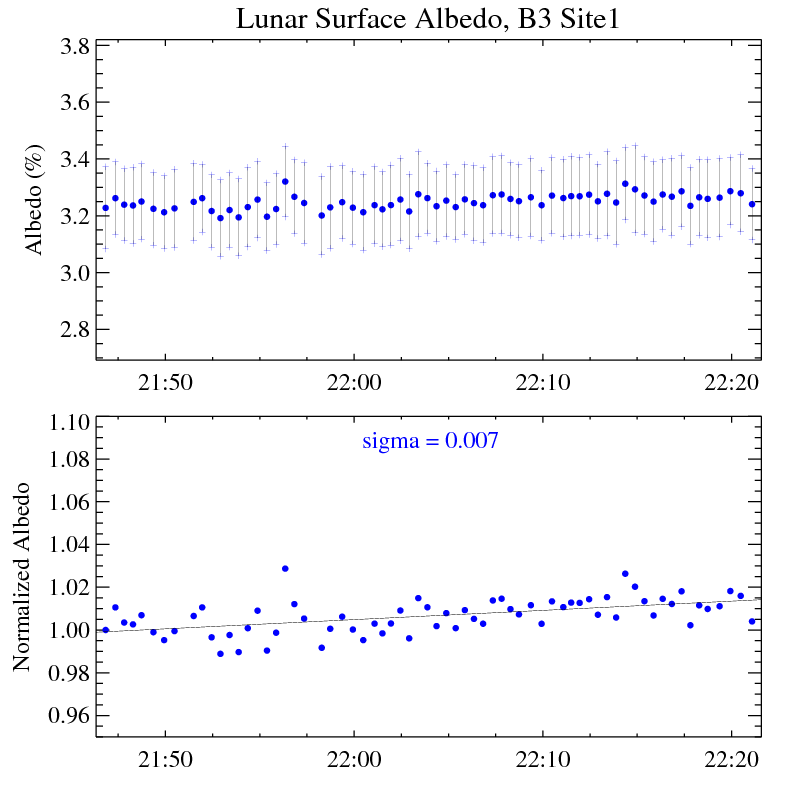 Lunar Surface Albedo, B3 Site1
3.8
3.6
3.4
3.2
3.0
2.8
Albedo (%)
21:50 22:00 22:10 22:20
1.10
1.08
1.06
1.04
1.02
1.00
0.98
0.96
Normalized Albedo
sigma = 0.007
21:50 22:00 22:10 22:20